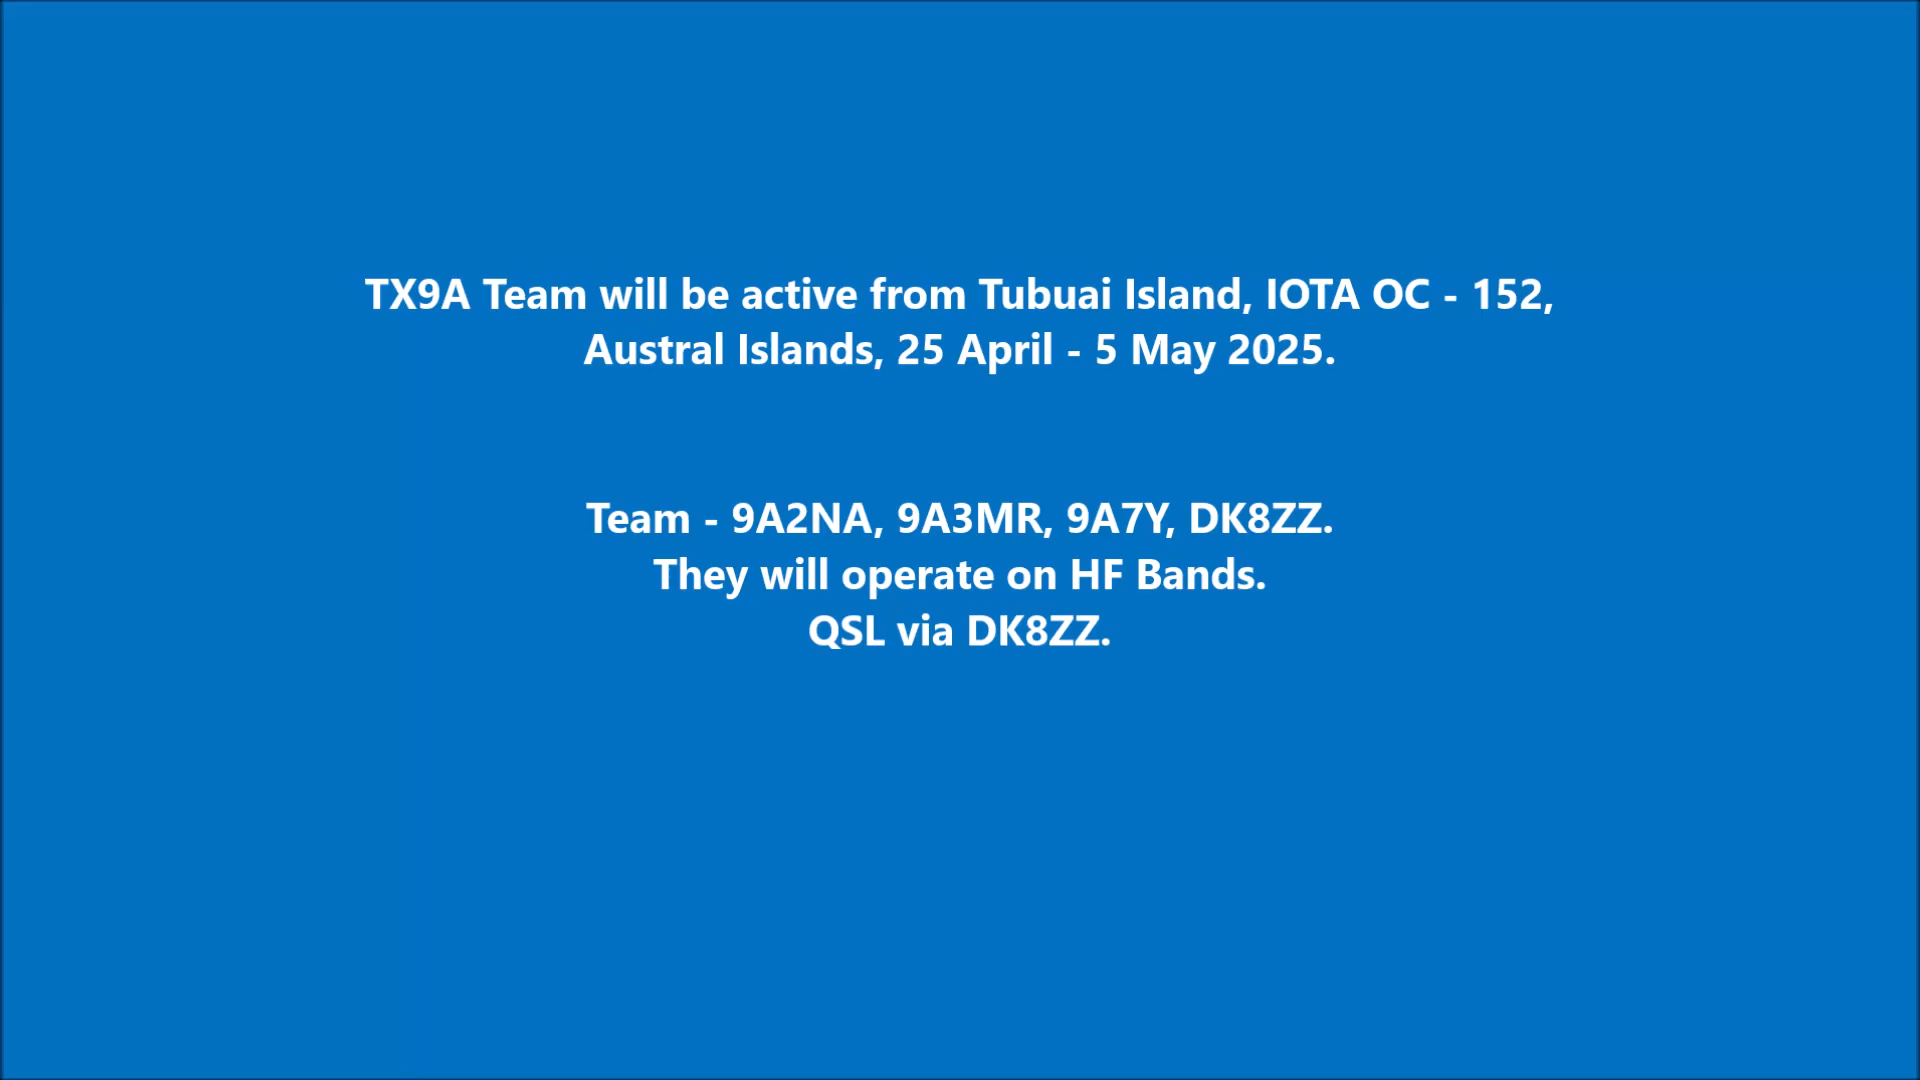 TX9A Team will be active from Tubuai Island, IOTA OC - 152,
Austral Islands, 25 April - 5 May 2025.
Team - 9A2NA, 9A3MR, 9A7Y, DK8ZZ.
They will operate on HF Bands.
QSL via DK8ZZ.